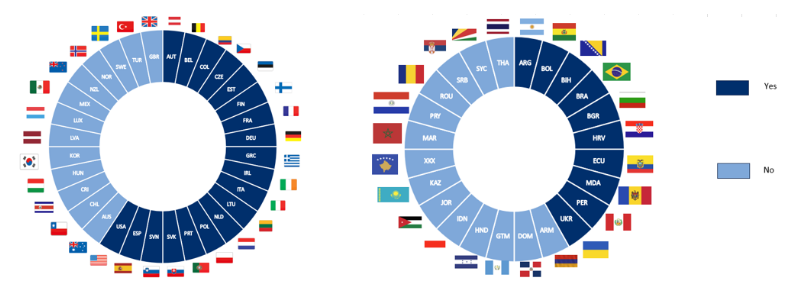 AUT
BEL
COL
CZE
EST
FIN
FRA
DEU
GRC
IRL
ITA
LTU
NLD
POL
PRT
SVK
SVN
ESP
USA
AUS
CHL
CRI
HUN
KOR
LVA
LUX
MEX
NZL
NOR
SWE
TUR
GBR
ARG
BOL
BIH
BRA
BGR
HRV
ECU
MDA
PER
UKR
ARM
DOM
GTM
HND
IDN
JOR
KAZ
XXX
MAR
PRY
ROU
SRB
SYC
THA
Yes
No